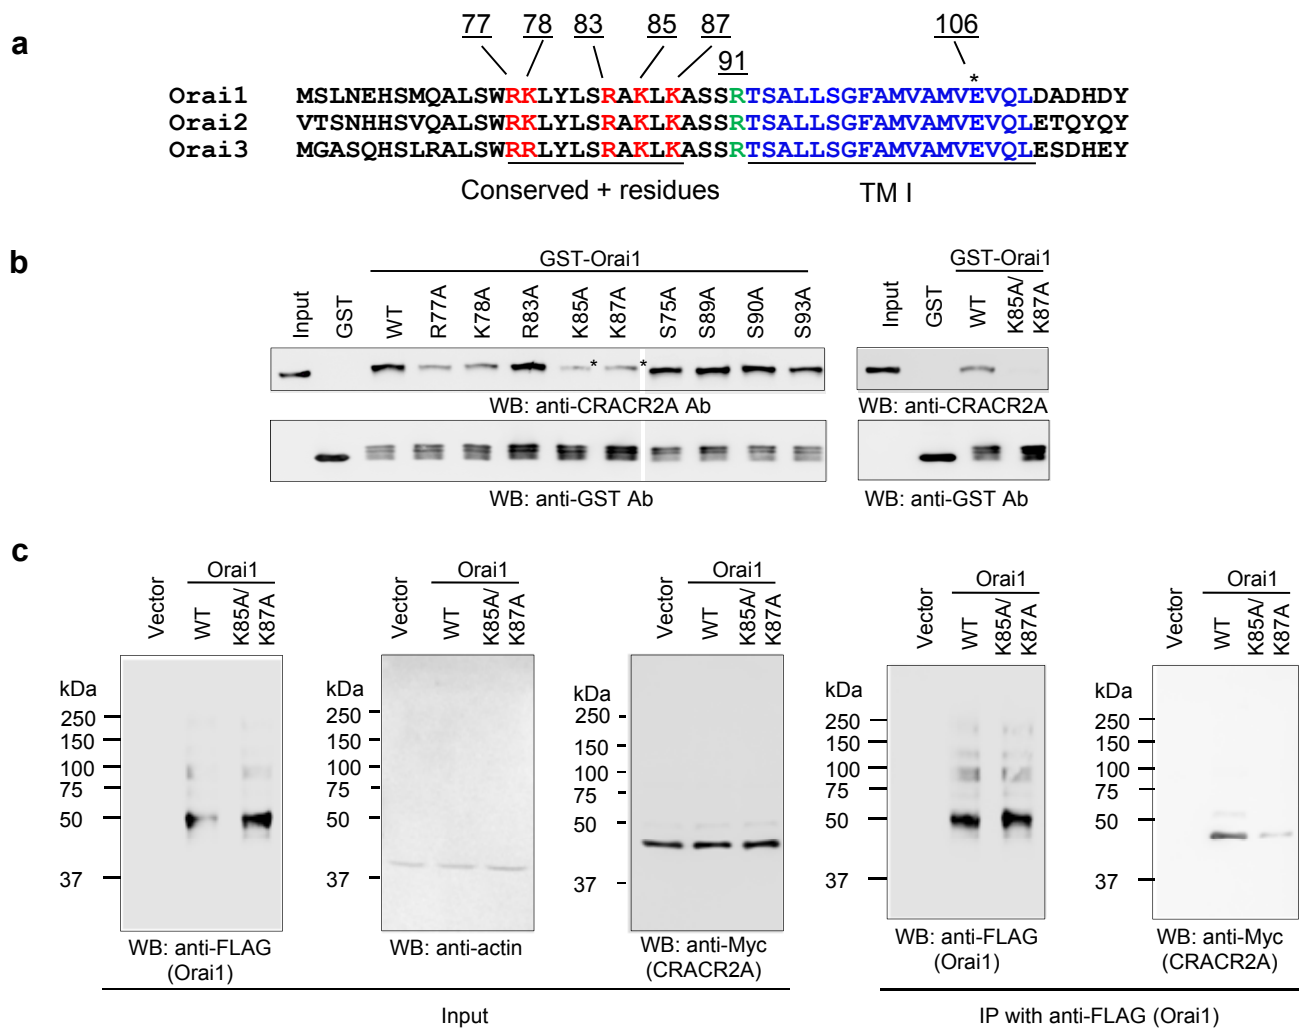 a
77 78 83 85 87 106
91 *
Orai1 MSLNEHSMQALSWRKLYLSRAKLKASSRTSALLSGFAMVAMVEVQLDADHDY
Orai2 VTSNHHSVQALSWRKLYLSRAKLKASSRTSALLSGFAMVAMVEVQLETQYQY
Orai3 MGASQHSLRALSWRRLYLSRAKLKASSRTSALLSGFAMVAMVEVQLESDHEY
Conserved + residues TM I
b
GST-Orai1
Input GST WT R77A K78A R83A K85A K87A S75A S89A S90A S93A
* *
WB: anti-CRACR2A Ab
WB: anti-GST Ab
GST-Orai1
Input GST WT K85A/
K87A
WB: anti-CRACR2A
WB: anti-GST Ab
c
Orai1
Vector WT K85A/
K87A
kDa
250
150
100
75
50
37
WB: anti-FLAG
(Orai1)
Orai1
Vector WT K85A/
K87A
kDa
250
150
100
75
50
37
WB: anti-actin
Orai1
Vector WT K85A/
K87A
kDa
250
150
100
75
50
37
WB: anti-Myc
(CRACR2A)
Input
Orai1
Vector WT K85A/
K87A
kDa
250
150
100
75
50
37
WB: anti-FLAG
(Orai1)
Orai1
Vector WT K85A/
K87A
kDa
250
150
100
75
50
37
WB: anti-Myc
(CRACR2A)
IP with anti-FLAG (Orai1)